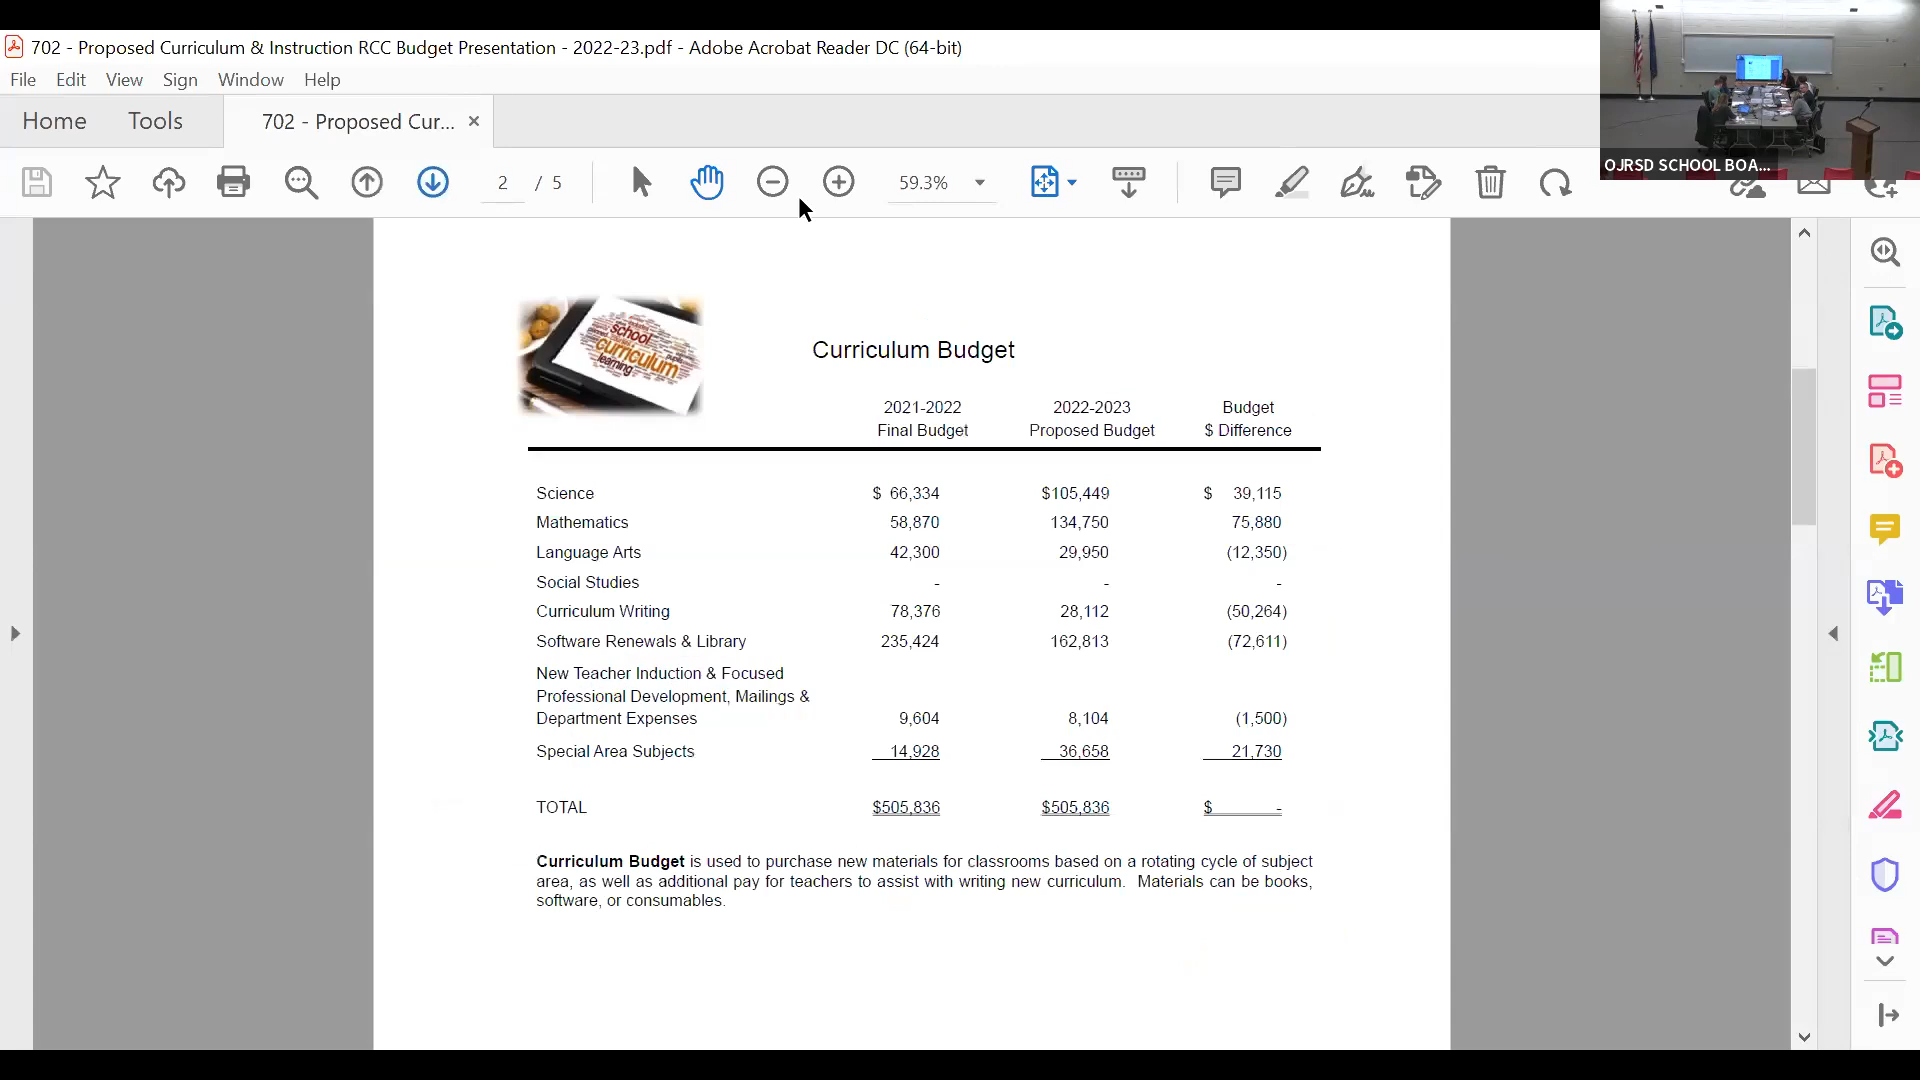 702 - Proposed Curriculum & Instruction RCC Budget Presentation - 2022-23.pdf - Adobe Acrobat Reader DC (64-bit)
File Edit View Sign Window Help
Home Tools 702 - Proposed Cur... ×
2 / 5 59.3%
OJRSD SCHOOL BOA...
school
curriculum
learning
Curriculum Budget
2021-2022 2022-2023 Budget
Final Budget Proposed Budget $ Difference
Science $ 66,334 $105,449 $ 39,115
Mathematics 58,870 134,750 75,880
Language Arts 42,300 29,950 (12,350)
Social Studies - - -
Curriculum Writing 78,376 28,112 (50,264)
Software Renewals & Library 235,424 162,813 (72,611)
New Teacher Induction & Focused
Professional Development, Mailings &
Department Expenses 9,604 8,104 (1,500)
Special Area Subjects 14,928 36,658 21,730
TOTAL $505,836 $505,836 $ -
Curriculum Budget is used to purchase new materials for classrooms based on a rotating cycle of subject
area, as well as additional pay for teachers to assist with writing new curriculum. Materials can be books,
software, or consumables.